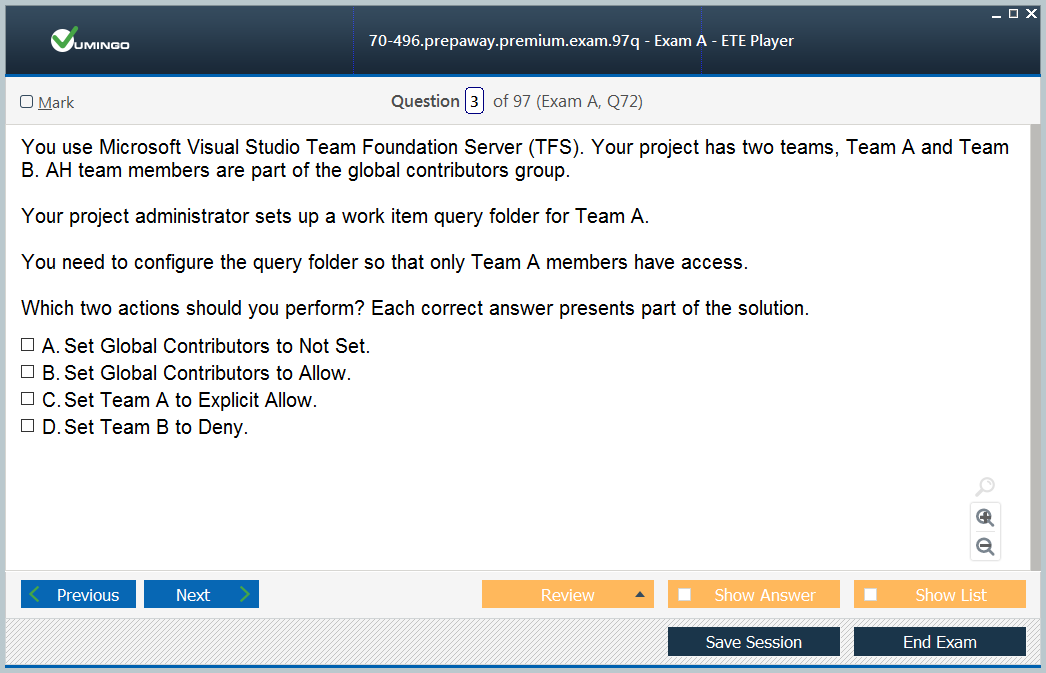 VUMINGO
70-496.prepaway.premium.exam.97q - Exam A - ETE Player
Mark
Question 3 of 97 (Exam A, Q72)
You use Microsoft Visual Studio Team Foundation Server (TFS). Your project has two teams, Team A and Team
B. AH team members are part of the global contributors group.
Your project administrator sets up a work item query folder for Team A.
You need to configure the query folder so that only Team A members have access.
Which two actions should you perform? Each correct answer presents part of the solution.
A. Set Global Contributors to Not Set.
B. Set Global Contributors to Allow.
C. Set Team A to Explicit Allow.
D. Set Team B to Deny.
Previous Next Review Show Answer Show List
Save Session End Exam